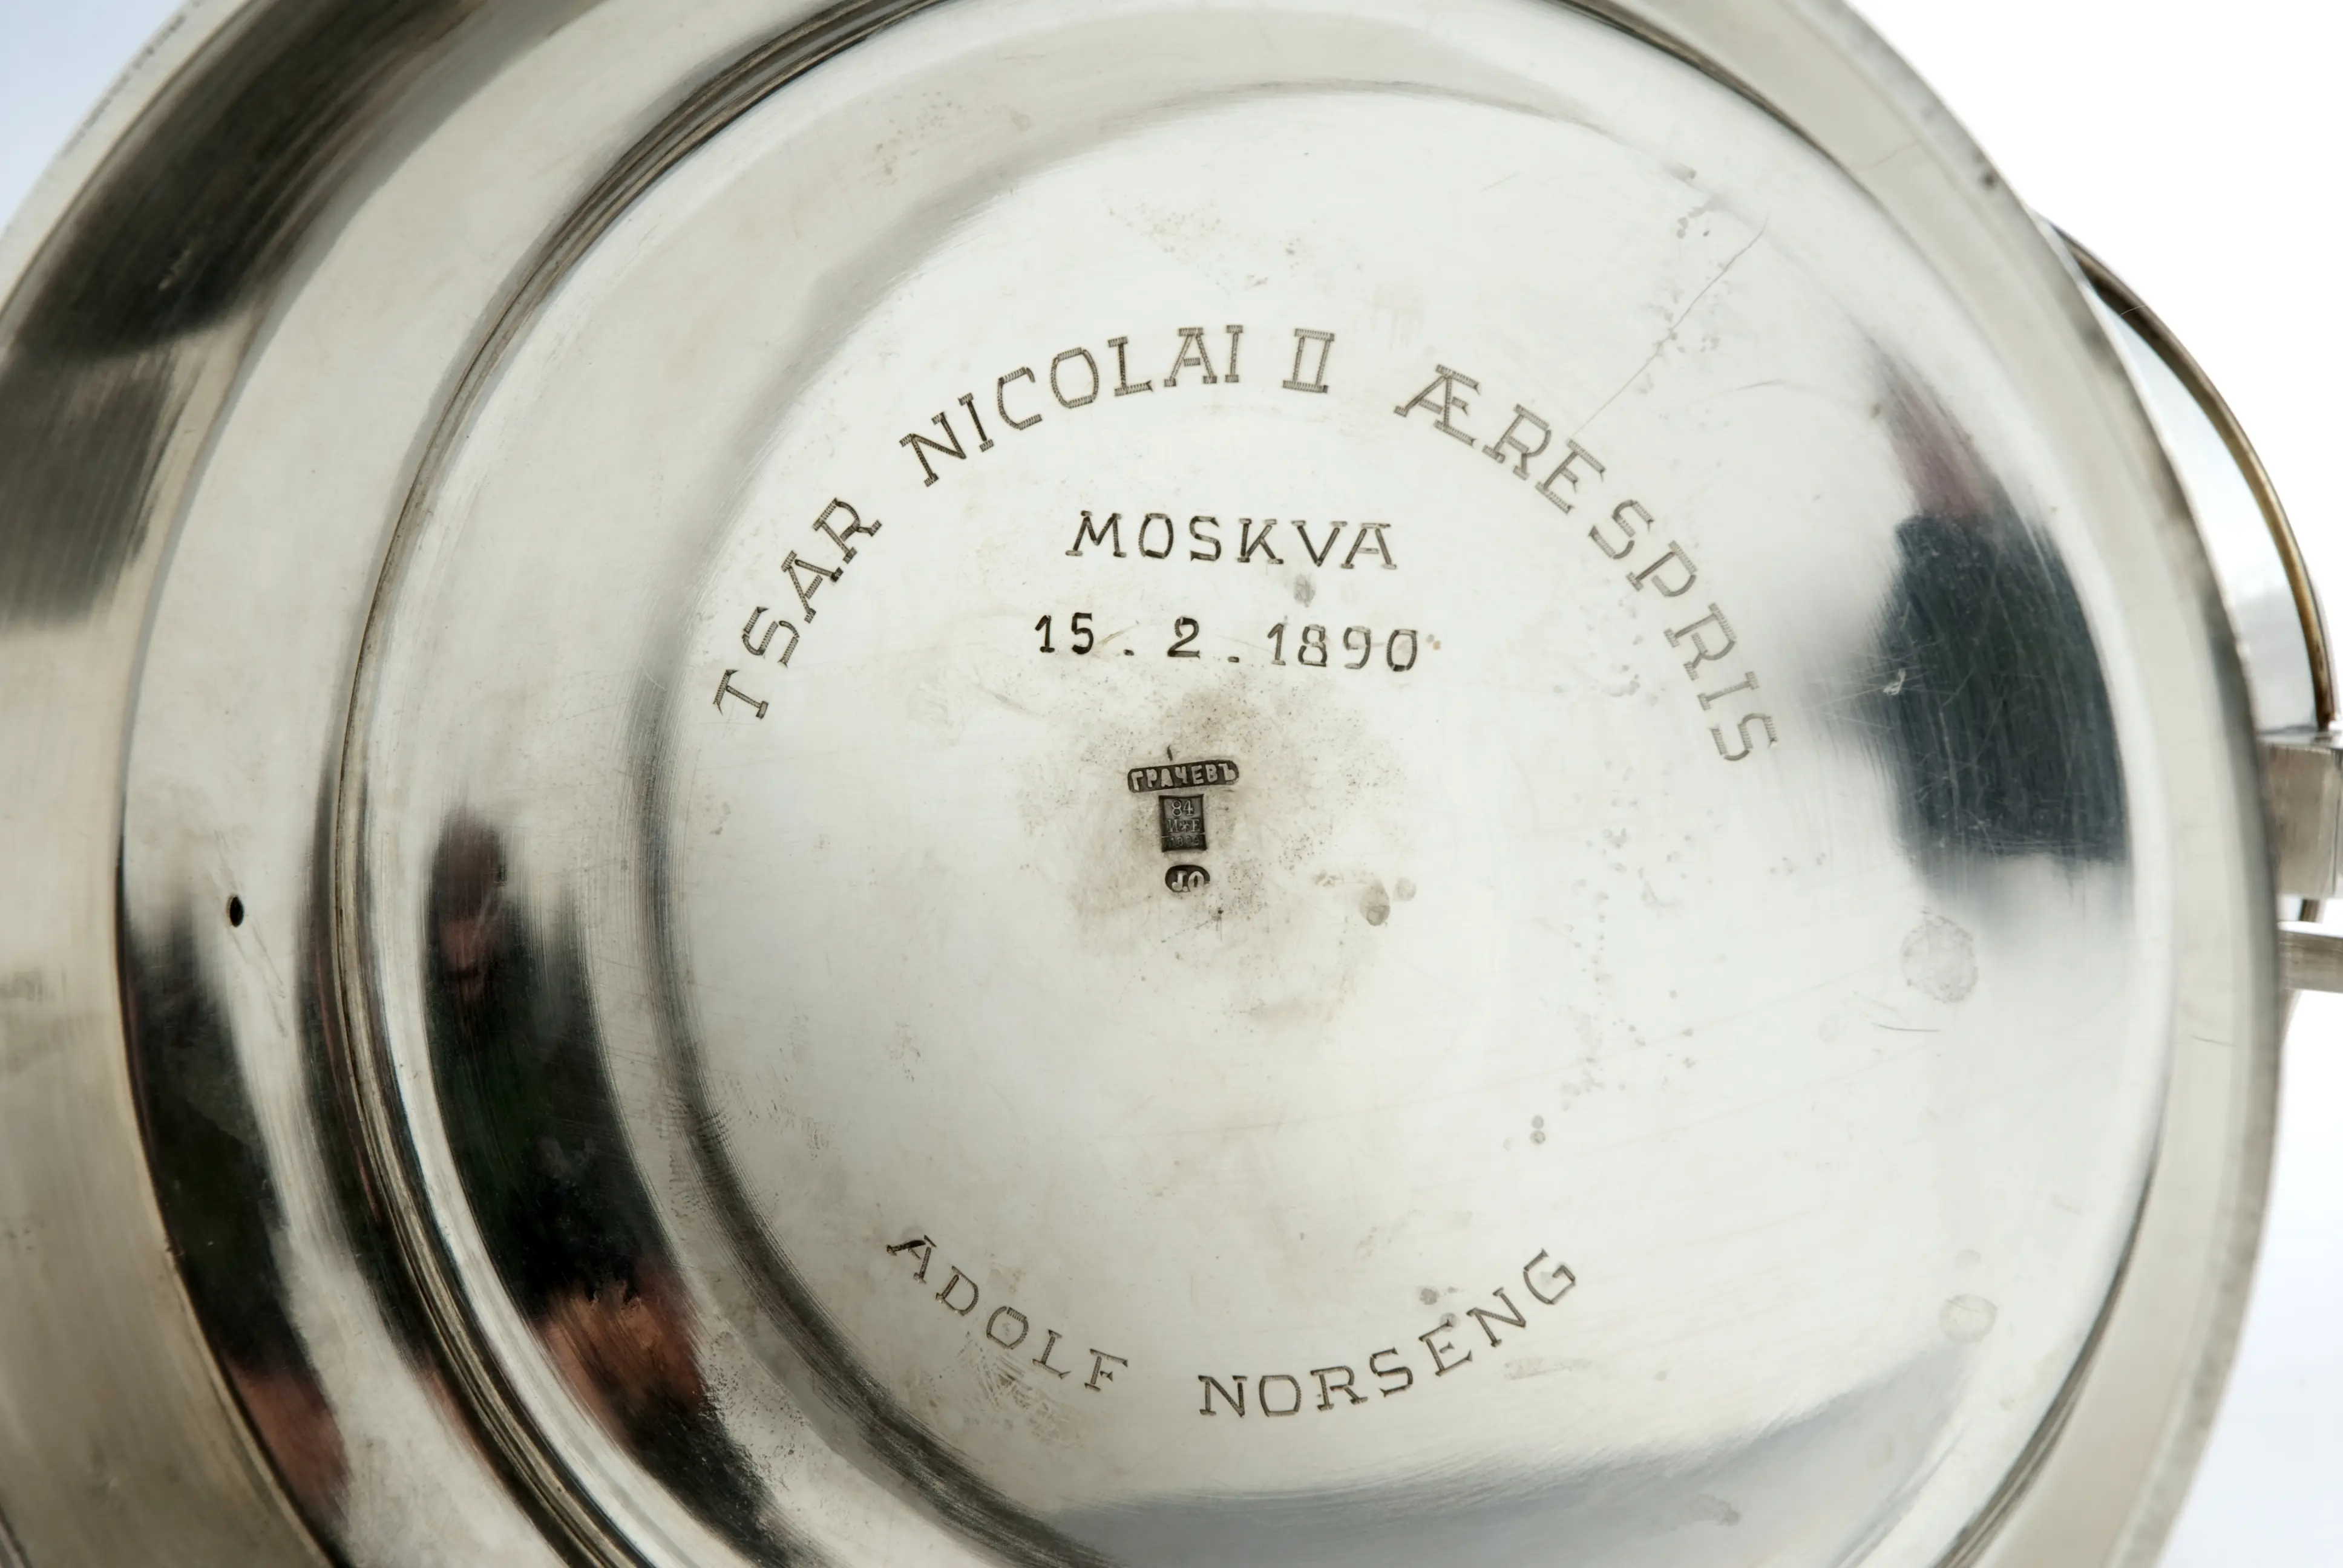 TSAR NICOLAI II ÆRESPRIS
MOSKVA
15.2.1890
ГРАЧЕВЪ
84
ADOLF NORSENG